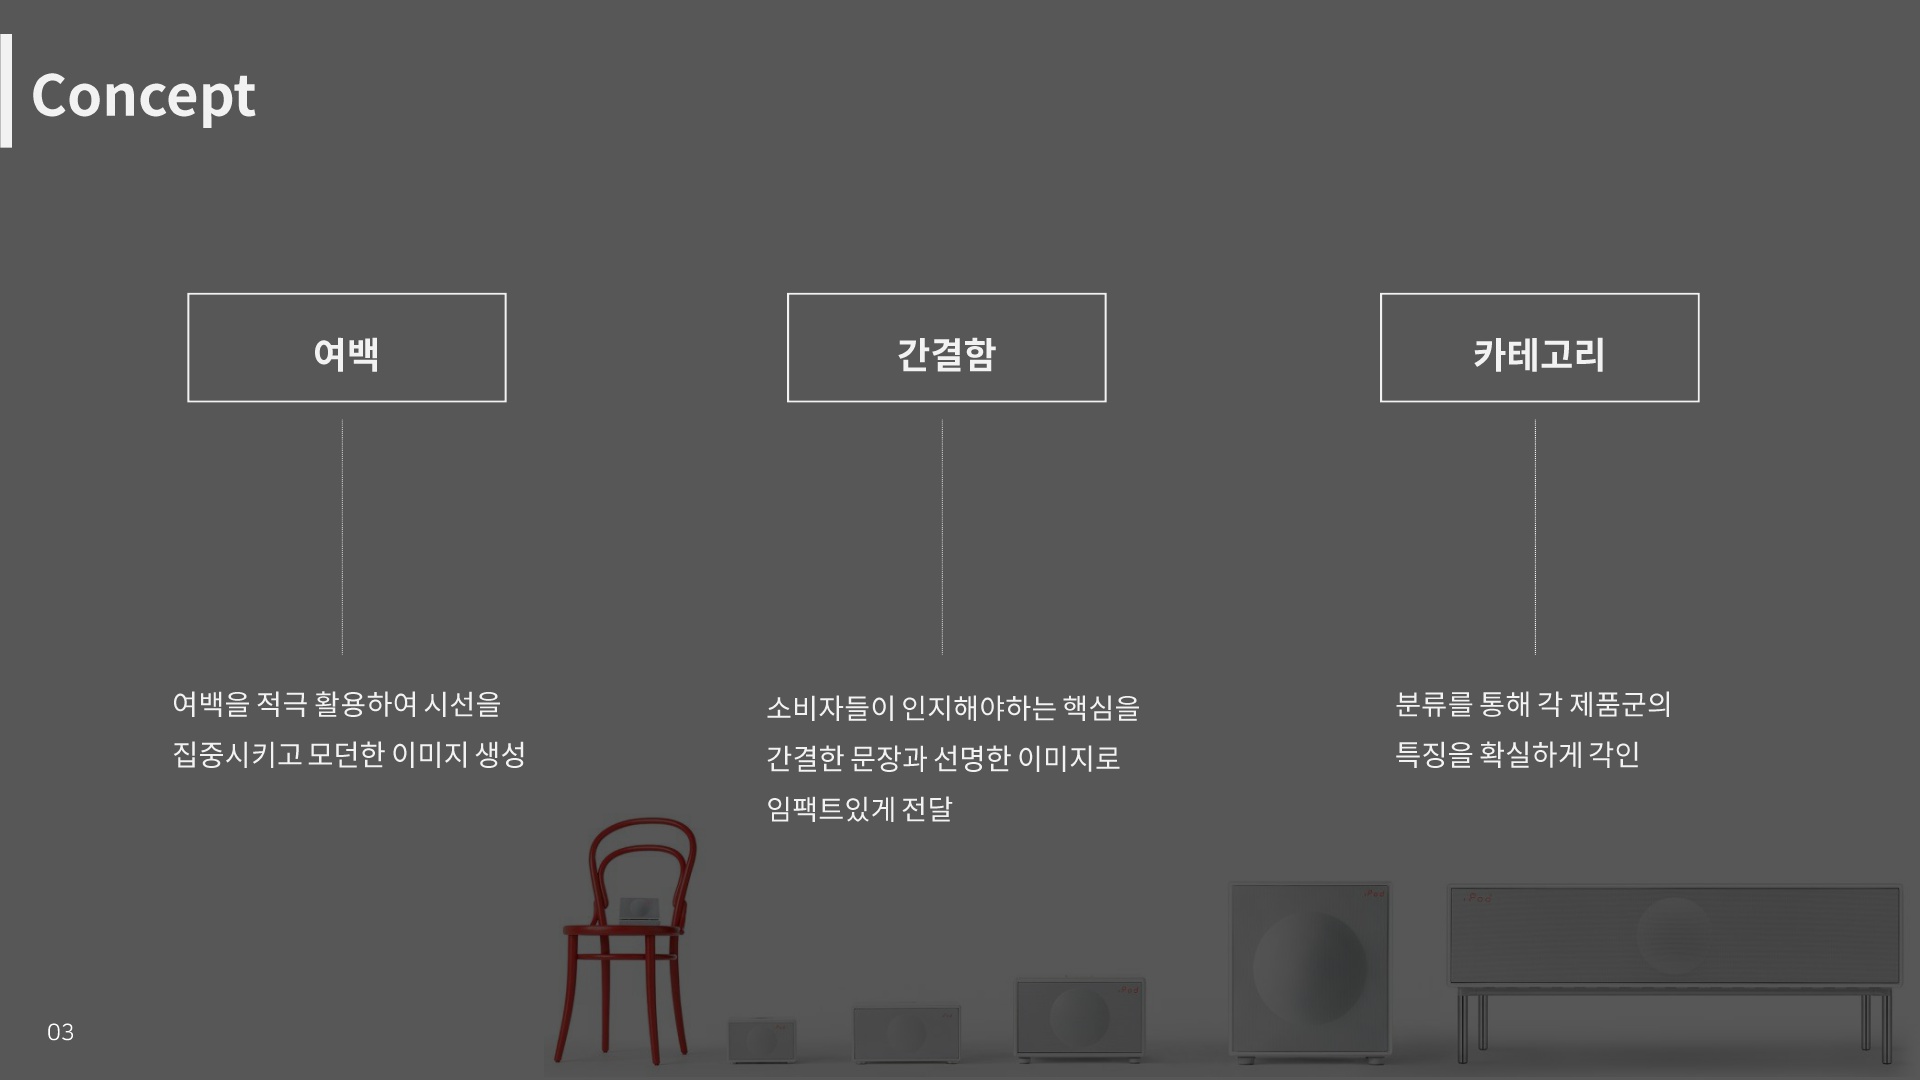 Concept
여백
간결함
카테고리
여백을 적극 활용하여 시선을
집중시키고 모던한 이미지 생성
소비자들이 인지해야하는 핵심을
간결한 문장과 선명한 이미지로
임팩트있게 전달
분류를 통해 각 제품군의
특징을 확실하게 각인
03